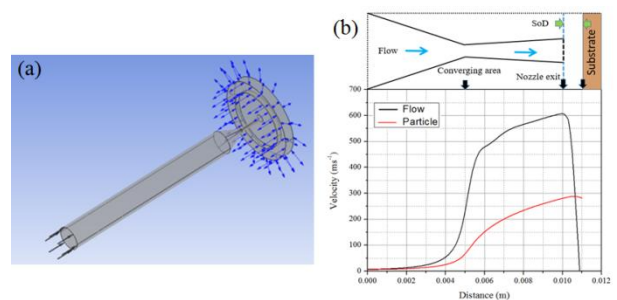 (a)
(b)
SoD
Flow
Substrate
Converging area
Nozzle exit
Flow
Particle
Velocity (ms⁻¹)
700
600
500
400
300
200
100
0
0.000 0.002 0.004 0.006 0.008 0.010 0.012
Distance (m)